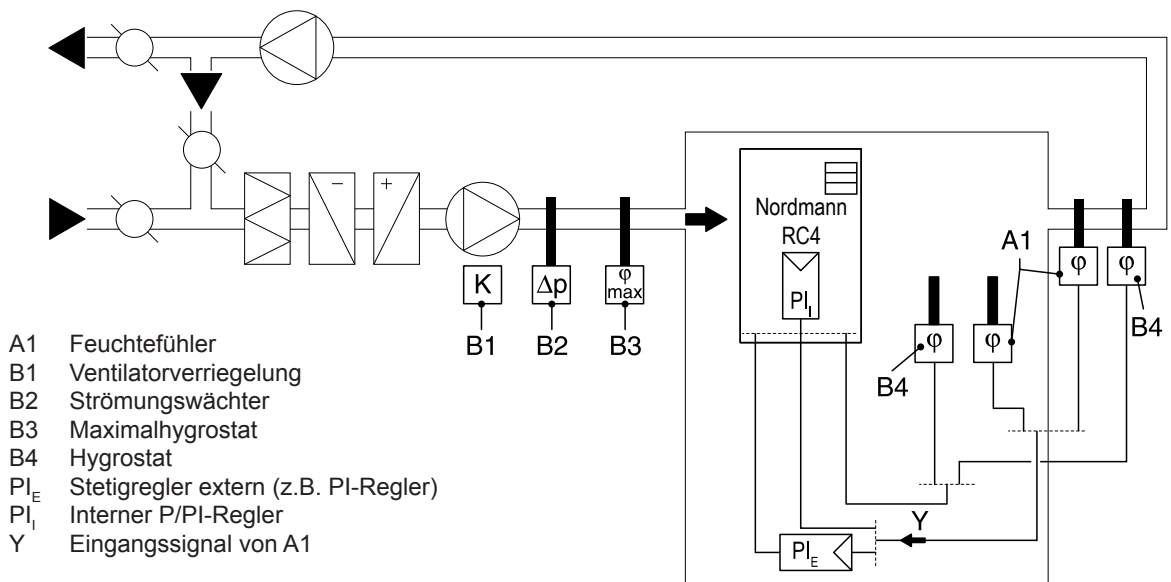 − +
Nordmann
RC4
PI_I
K Δp φ max
B1 B2 B3
A1
φ φ
B4
φ φ
B4
Y
PI_E
A1 Feuchtefühler
B1 Ventilatorverriegelung
B2 Strömungswächter
B3 Maximalhygrostat
B4 Hygrostat
PI_E Stetigregler extern (z.B. PI-Regler)
PI_I Interner P/PI-Regler
Y Eingangssignal von A1